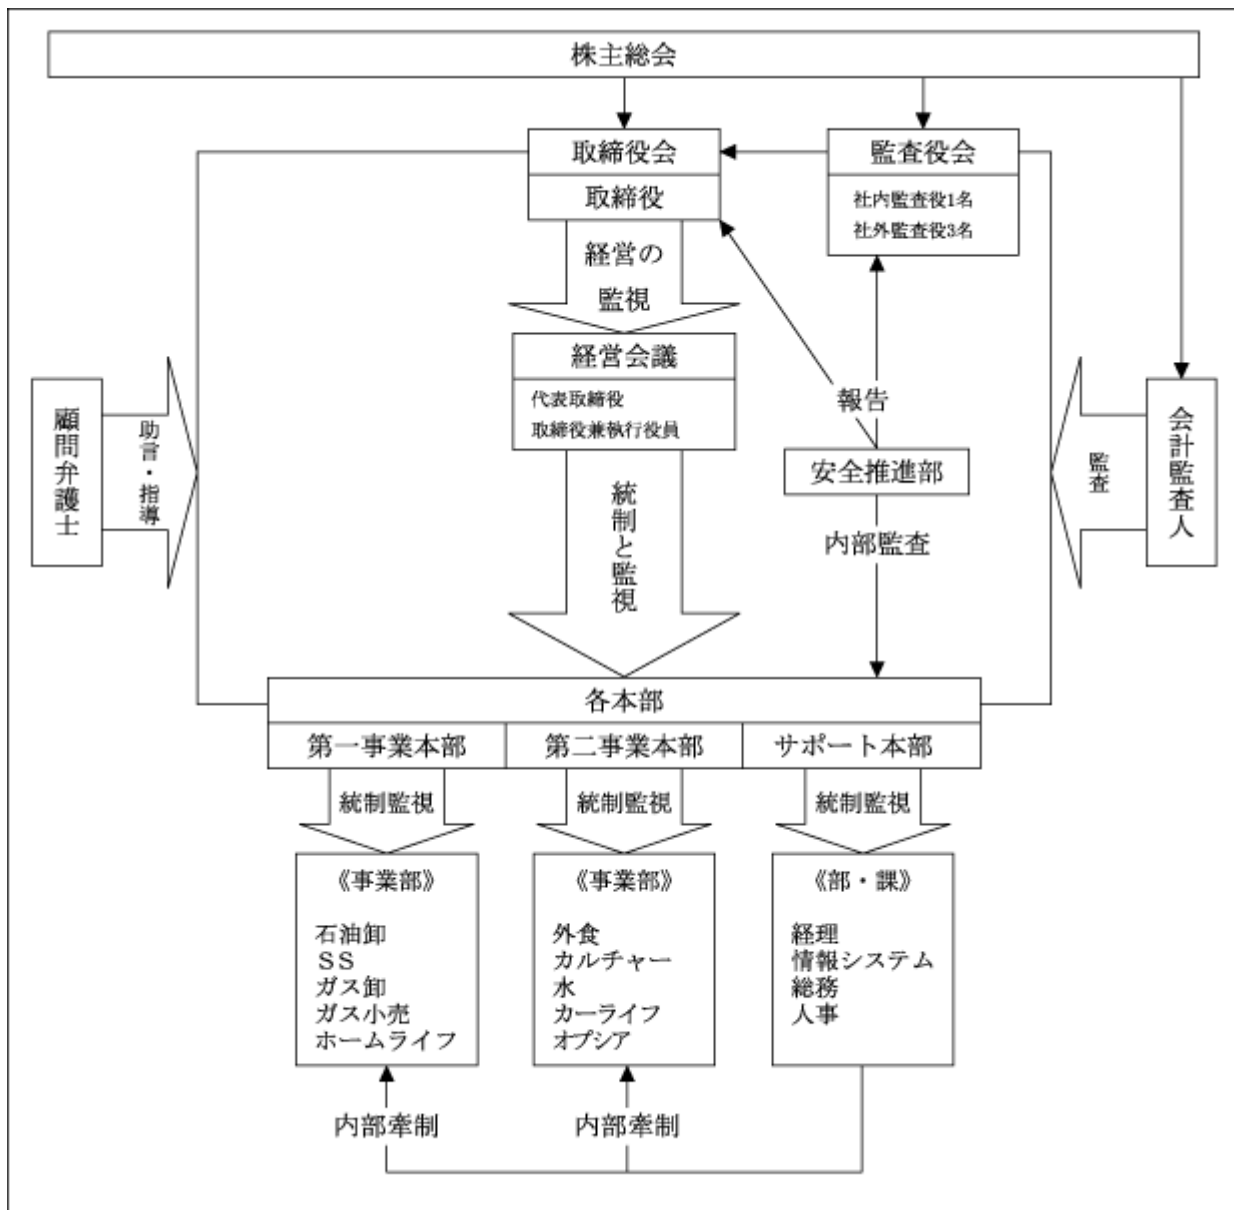 株主総会
取締役会
取締役
監査役会
社内監査役1名
社外監査役3名
経営の
監視
経営会議
代表取締役
取締役兼執行役員
顧問弁護士
助言・指導
報告
安全推進部
内部監査
会計監査人
監査
統制と監視
各本部
第一事業本部
第二事業本部
サポート本部
統制監視
統制監視
統制監視
《事業部》
石油卸
ＳＳ
ガス卸
ガス小売
ホームライフ
《事業部》
外食
カルチャー
水
カーライフ
オプシア
《部・課》
経理
情報システム
総務
人事
内部牽制
内部牽制